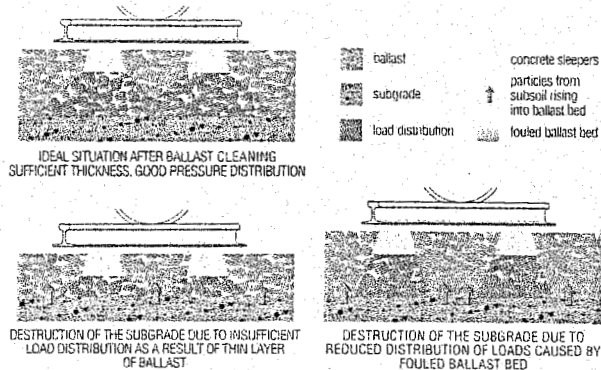 ballast
subgrade
load distribution
concrete sleepers
particles from
subsoil rising
into ballast bed
fouled ballast bed
IDEAL SITUATION AFTER BALLAST CLEANING
SUFFICIENT THICKNESS. GOOD PRESSURE DISTRIBUTION
DESTRUCTION OF THE SUBGRADE DUE TO INSUFFICIENT
LOAD DISTRIBUTION AS A RESULT OF THIN LAYER
OF BALLAST
DESTRUCTION OF THE SUBGRADE DUE TO
REDUCED DISTRIBUTION OF LOADS CAUSED BY
FOULED BALLAST BED